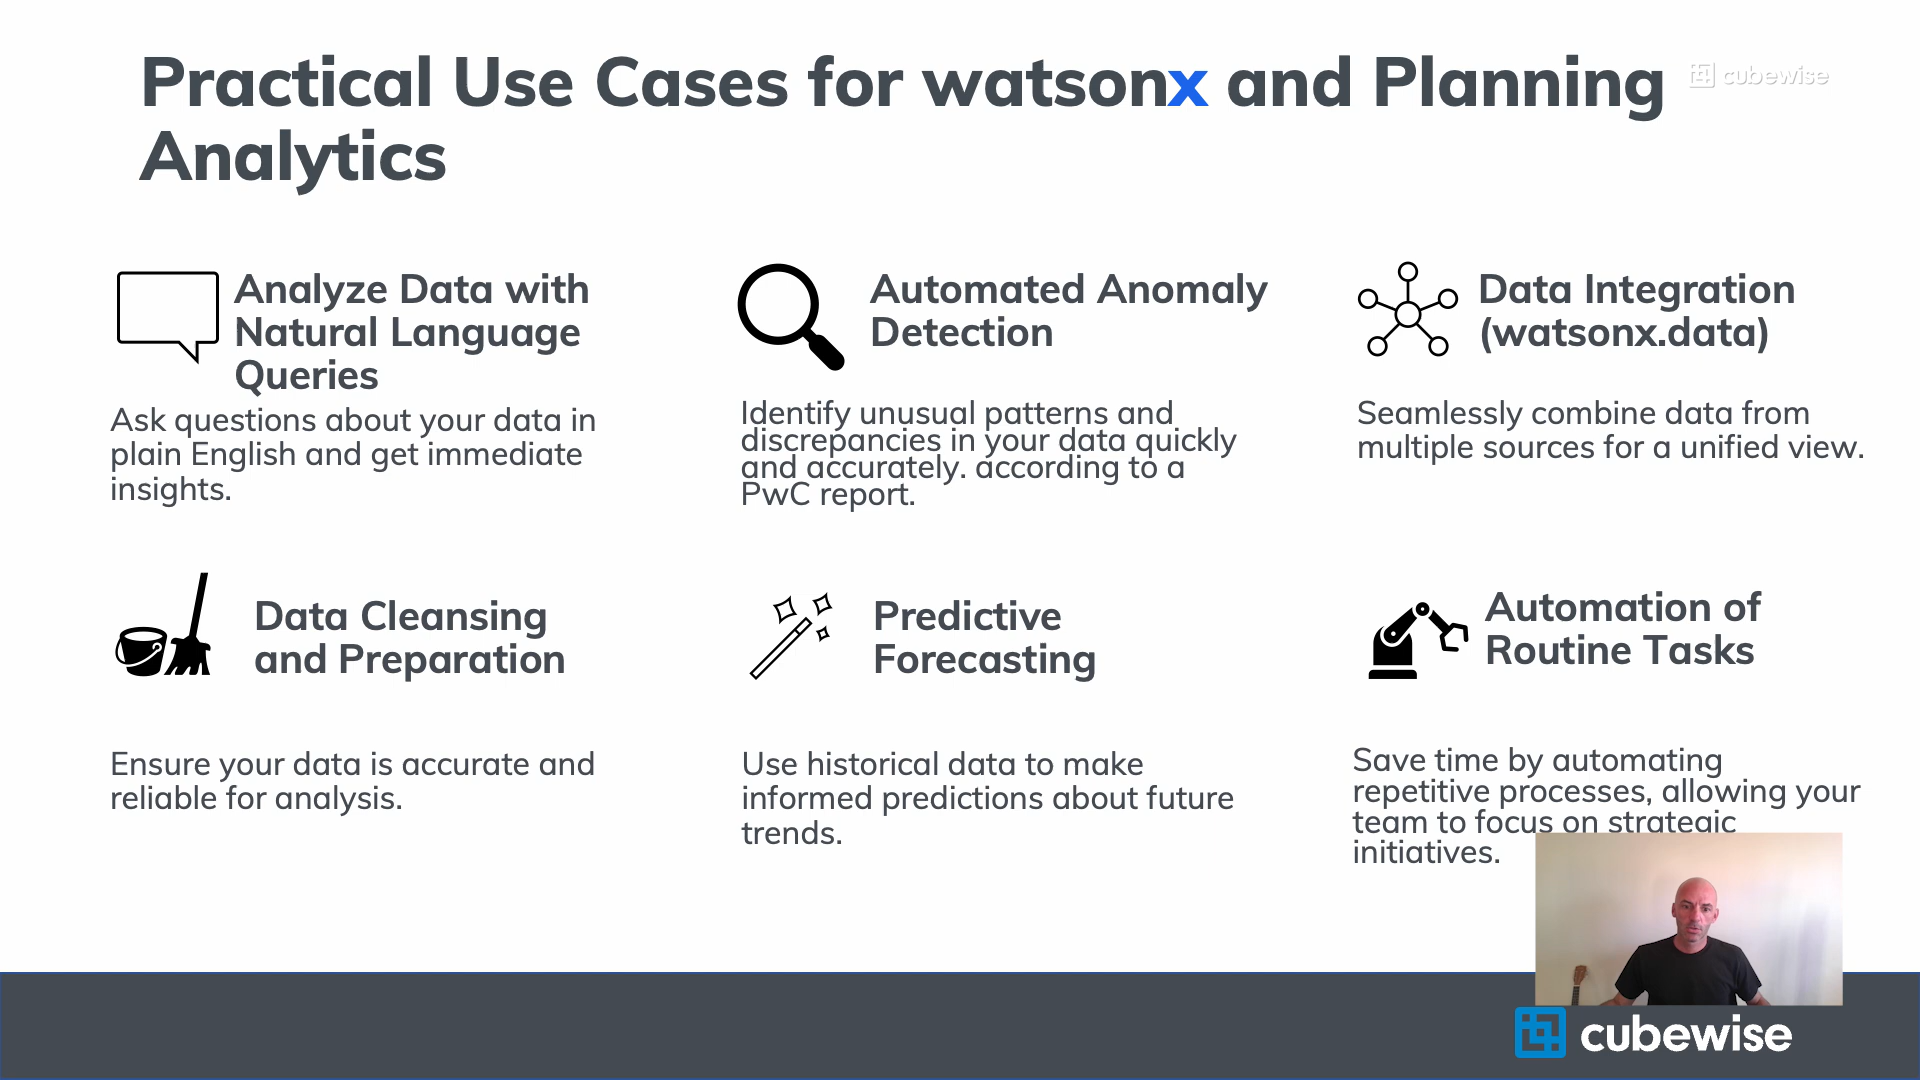 Practical Use Cases for watsonx and Planning
Analytics
cubewise
Analyze Data with
Natural Language
Queries
Ask questions about your data in
plain English and get immediate
insights.
Automated Anomaly
Detection
Identify unusual patterns and
discrepancies in your data quickly
and accurately. according to a
PwC report.
Data Integration
(watsonx.data)
Seamlessly combine data from
multiple sources for a unified view.
Data Cleansing
and Preparation
Ensure your data is accurate and
reliable for analysis.
Predictive
Forecasting
Use historical data to make
informed predictions about future
trends.
Automation of
Routine Tasks
Save time by automating
repetitive processes, allowing your
team to focus on strategic
initiatives.
cubewise